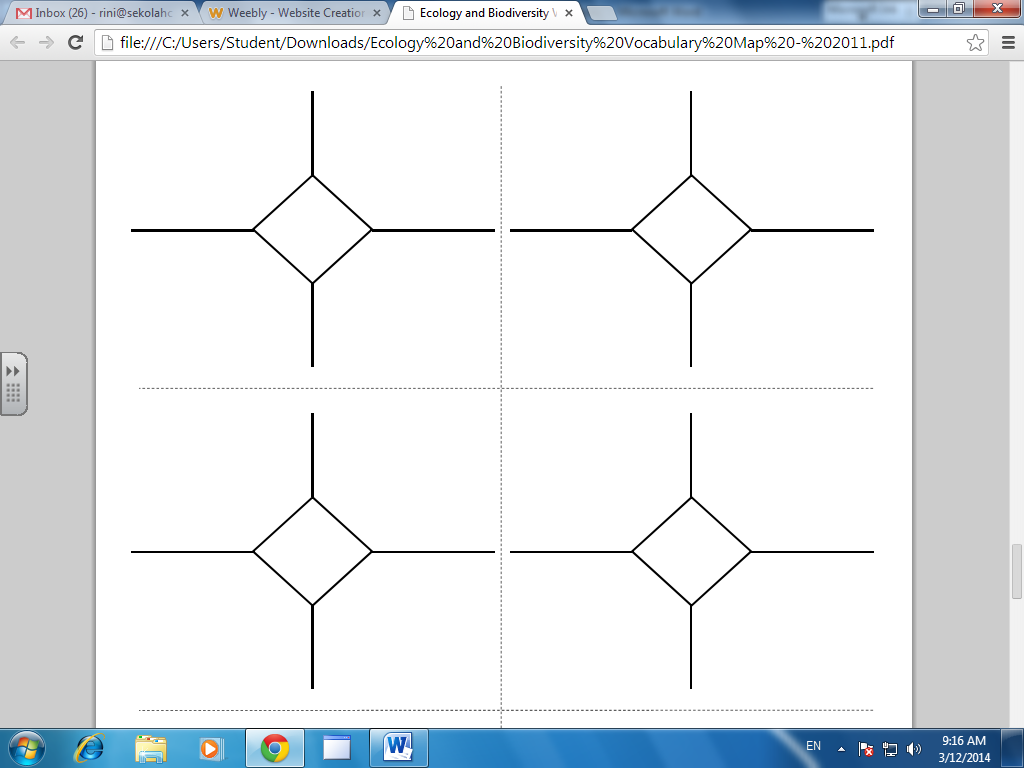 Inbox (26) - rini@sekolahc
Weebly - Website Creation
Ecology and Biodiversity V
file:///C:/Users/Student/Downloads/Ecology%20and%20Biodiversity%20Vocabulary%20Map%20-%202011.pdf
EN
9:16 AM
3/12/2014